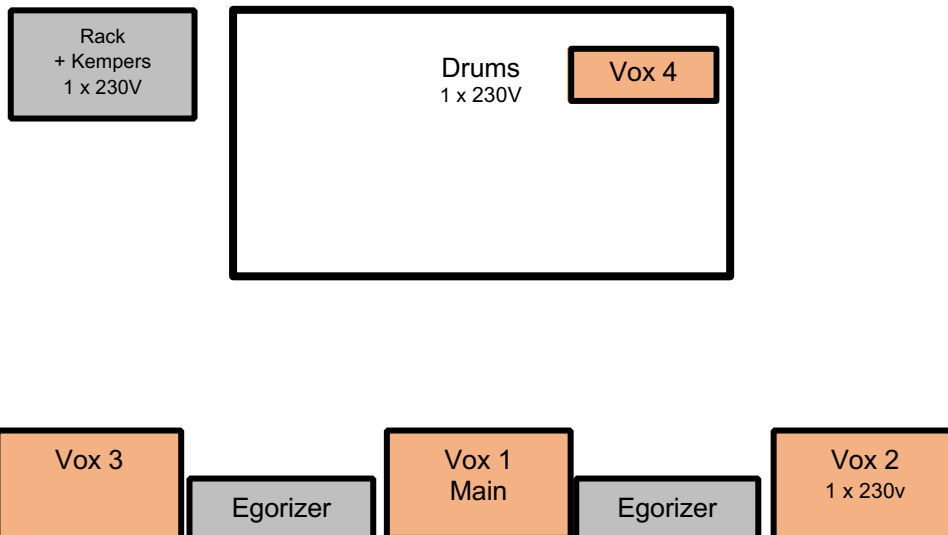 Rack
+ Kempers
1 x 230V
Drums
1 x 230V
Vox 4
Vox 3
Egorizer
Vox 1
Main
Egorizer
Vox 2
1 x 230v